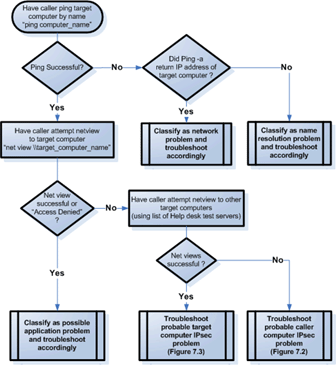 Have caller ping target
computer by name
"ping computer_name"
Ping Successful?
No
Did Ping -a
return IP address of
target computer ?
Yes
Yes
No
Have caller attempt netview
to target computer
"net view \\target_computer_name"
Classify as network
problem and
troubleshoot
accordingly
Classify as name
resolution problem
and troubleshoot
accordingly
Net view
successful or
"Access Denied"
?
No
Have caller attempt netview to other
target computers
(using list of Help desk test servers)
Yes
Net views
successful ?
No
Yes
Classify as possible
application problem
and troubleshoot
accordingly
Troubleshoot
probable target
computer IPsec
problem
(Figure 7.3)
Troubleshoot
probable caller
computer IPsec
problem
(Figure 7.2)